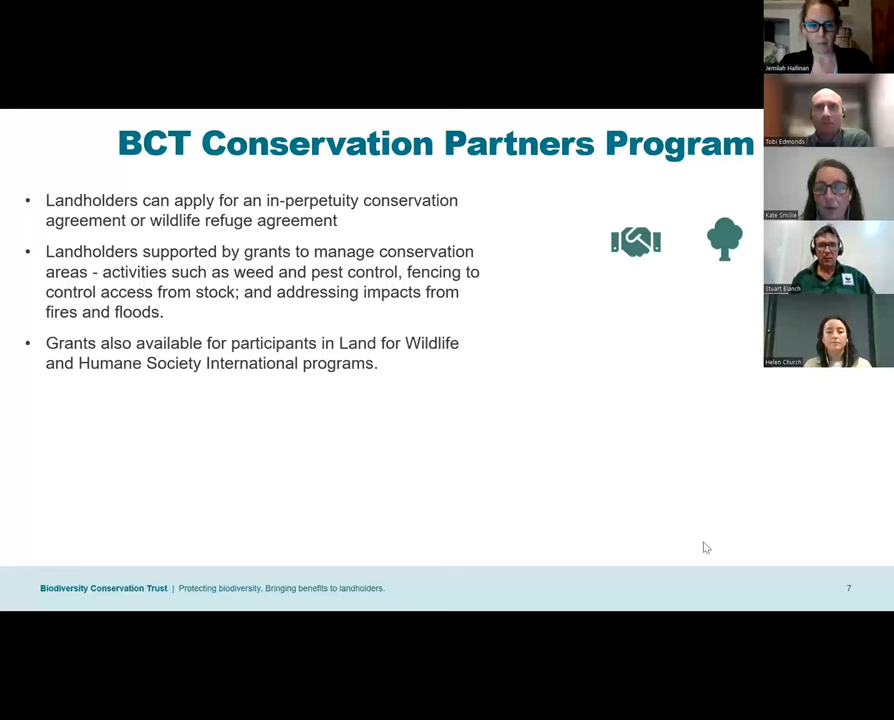 BCT Conservation Partners Program
• Landholders can apply for an in-perpetuity conservation
agreement or wildlife refuge agreement
• Landholders supported by grants to manage conservation
areas - activities such as weed and pest control, fencing to
control access from stock; and addressing impacts from
fires and floods.
• Grants also available for participants in Land for Wildlife
and Humane Society International programs.
Jemilah Hallinan
Tobi Edmonds
Kate Smillie
Stuart Blanch
Helen Church
Biodiversity Conservation Trust | Protecting biodiversity. Bringing benefits to landholders.
7